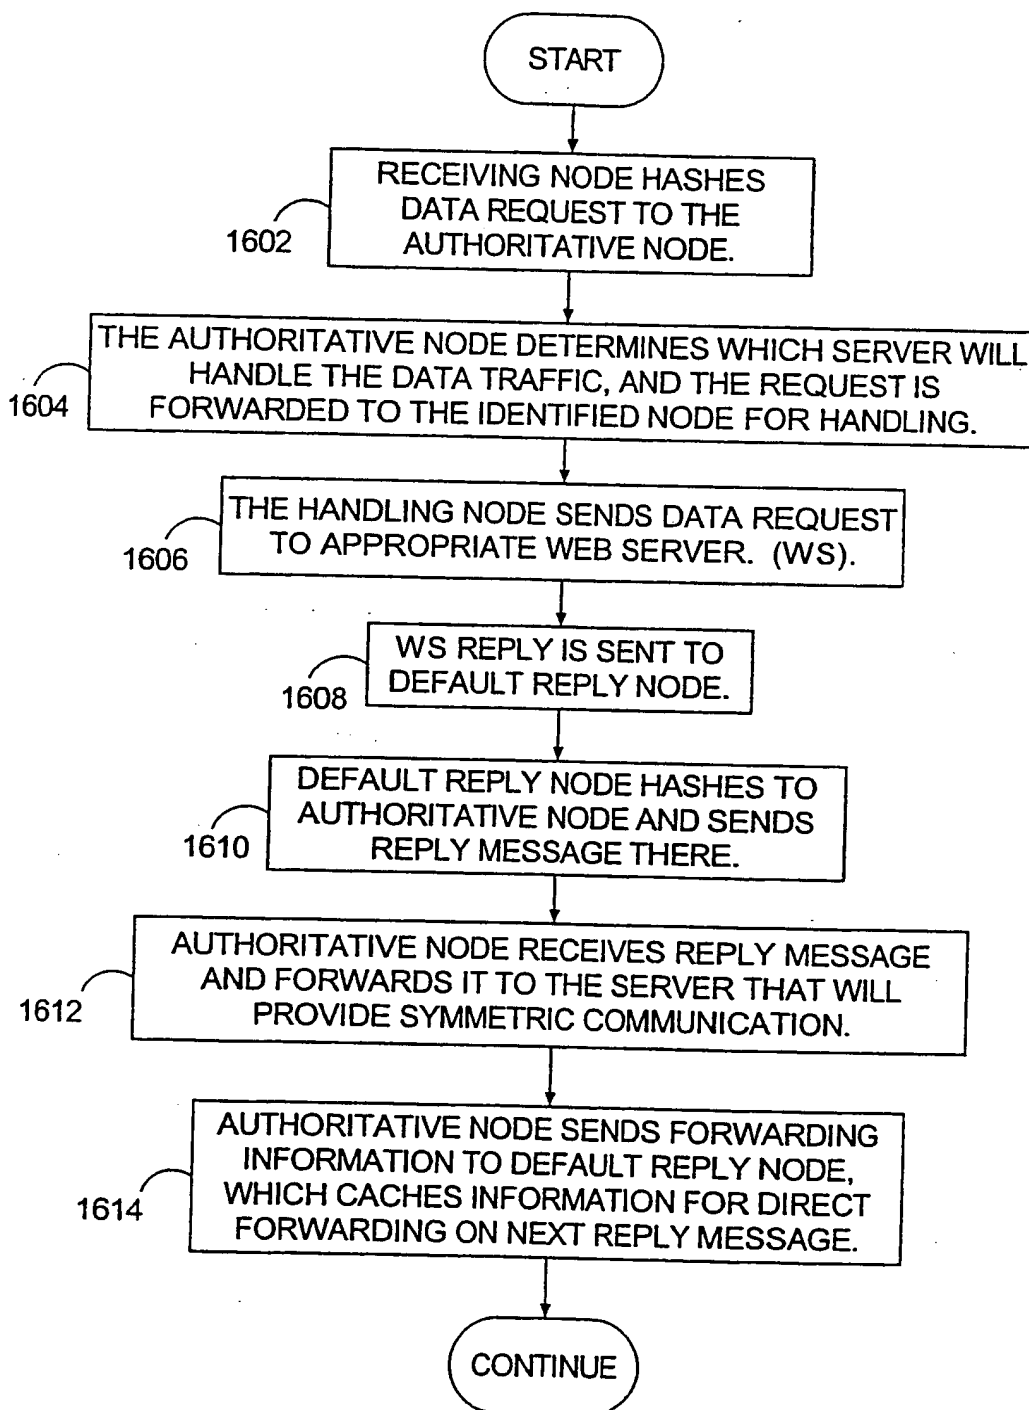 START
RECEIVING NODE HASHES
DATA REQUEST TO THE
AUTHORITATIVE NODE.
1602
THE AUTHORITATIVE NODE DETERMINES WHICH SERVER WILL
HANDLE THE DATA TRAFFIC, AND THE REQUEST IS
FORWARDED TO THE IDENTIFIED NODE FOR HANDLING.
1604
THE HANDLING NODE SENDS DATA REQUEST
TO APPROPRIATE WEB SERVER. (WS).
1606
WS REPLY IS SENT TO
DEFAULT REPLY NODE.
1608
DEFAULT REPLY NODE HASHES TO
AUTHORITATIVE NODE AND SENDS
REPLY MESSAGE THERE.
1610
AUTHORITATIVE NODE RECEIVES REPLY MESSAGE
AND FORWARDS IT TO THE SERVER THAT WILL
PROVIDE SYMMETRIC COMMUNICATION.
1612
AUTHORITATIVE NODE SENDS FORWARDING
INFORMATION TO DEFAULT REPLY NODE,
WHICH CACHES INFORMATION FOR DIRECT
FORWARDING ON NEXT REPLY MESSAGE.
1614
CONTINUE